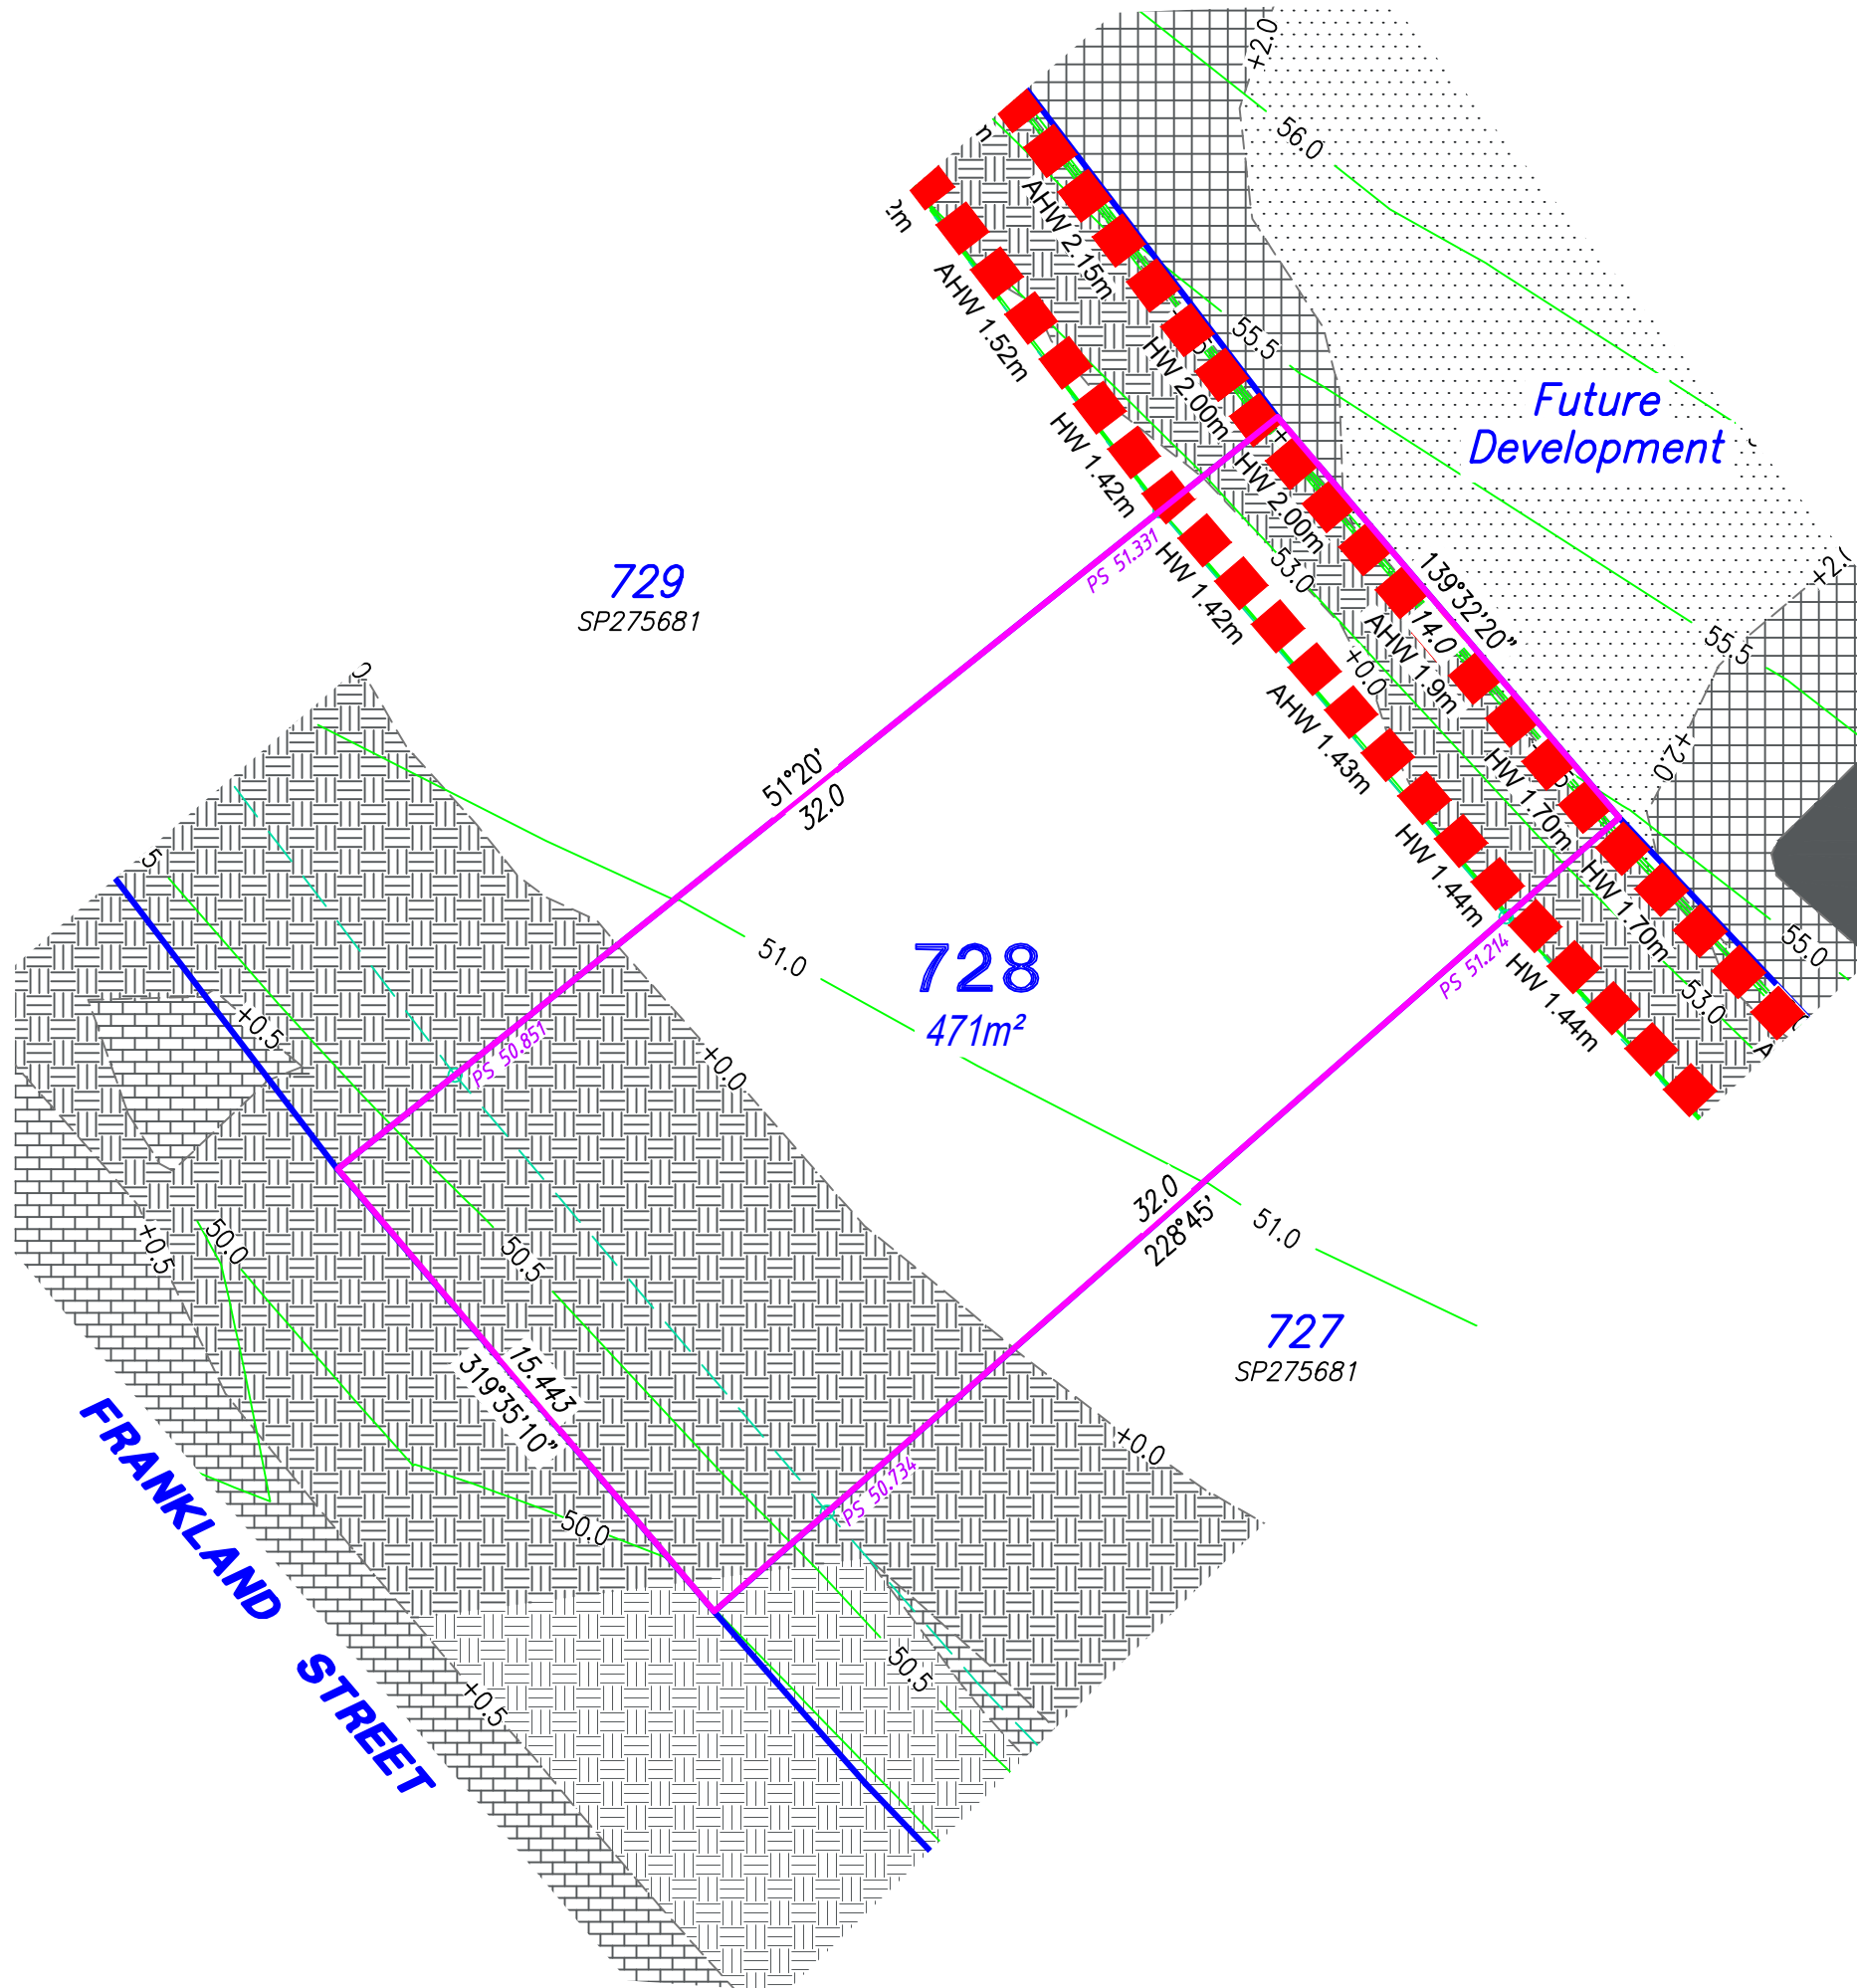 +2.0
56.0
AHW 2.15m
2m
AHW 1.52m
55.5
HW 2.00m
Future
Development
HW 1.42m
HW 2.00m
PS 51.331
53.0
HW 1.42m
139°32'20"
14.0
AHW 1.9m
+2.
729
SP275681
+0.0
55.5
AHW 1.43m
+2.0
HW 1.70m
51°20'
32.0
HW 1.44m
HW 1.70m
55.0
51.0
728
471m²
PS 51.214
HW 1.44m
53.0
A
5
+0.5
PS 50.851
+0.0
32.0
228°45'
51.0
+0.5
50.0
50.5
727
SP275681
15.443
319°35'10"
+0.0
PS 50.734
50.0
FRANKLAND STREET
50.5
+0.5